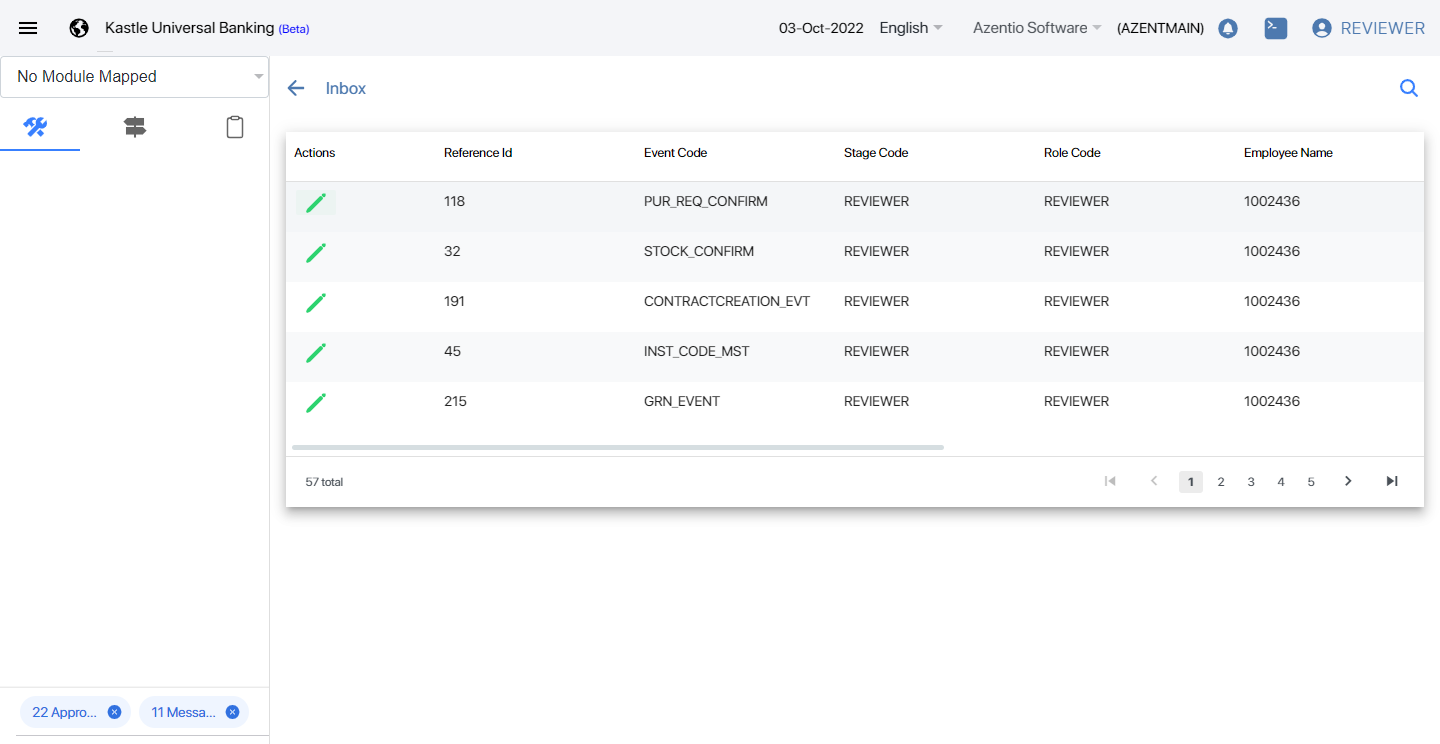 Kastle Universal Banking (Beta) 03-Oct-2022 English Azentio Software (AZENTMAIN) REVIEWER
No Module Mapped
Inbox
Actions Reference Id Event Code Stage Code Role Code Employee Name
118 PUR_REQ_CONFIRM REVIEWER REVIEWER 1002436
32 STOCK_CONFIRM REVIEWER REVIEWER 1002436
191 CONTRACTCREATION_EVT REVIEWER REVIEWER 1002436
45 INST_CODE_MST REVIEWER REVIEWER 1002436
215 GRN_EVENT REVIEWER REVIEWER 1002436
57 total 1 2 3 4 5
22 Appro... 11 Messa...